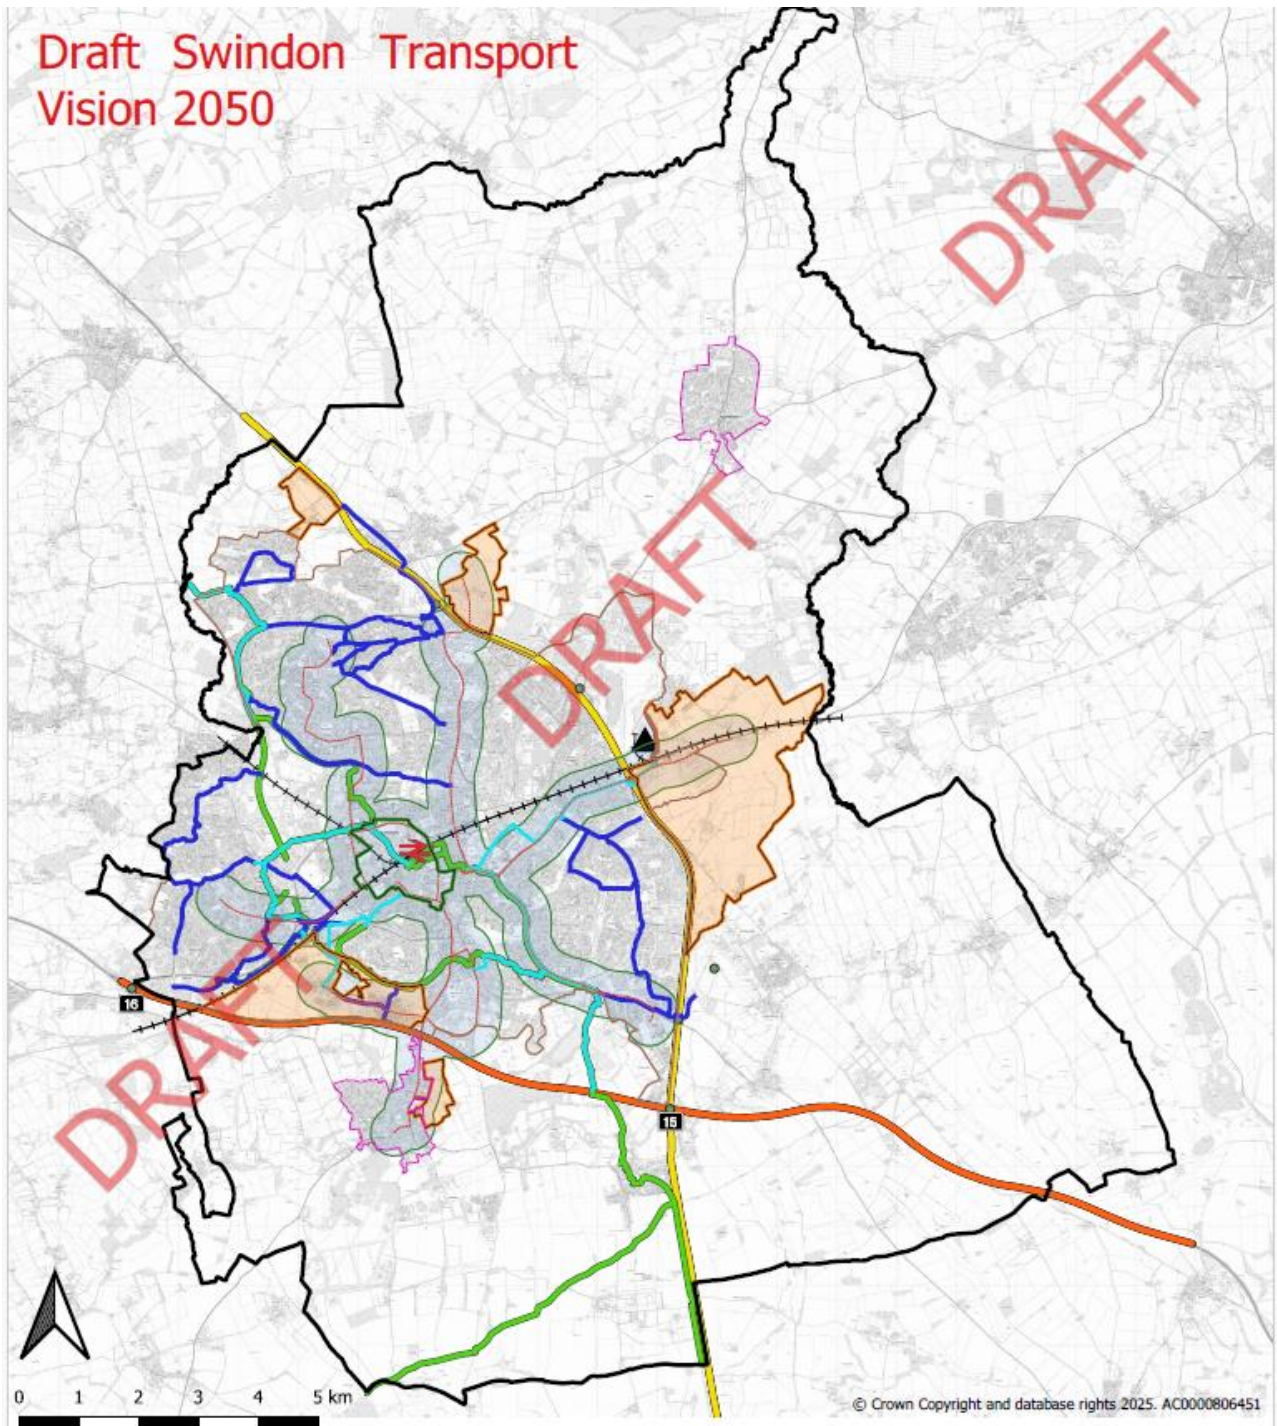 Draft Swindon Transport
Vision 2050
DRAFT
DRAFT
DRAFT
16
15
0 1 2 3 4 5 km
© Crown Copyright and database rights 2025. AC0000806451